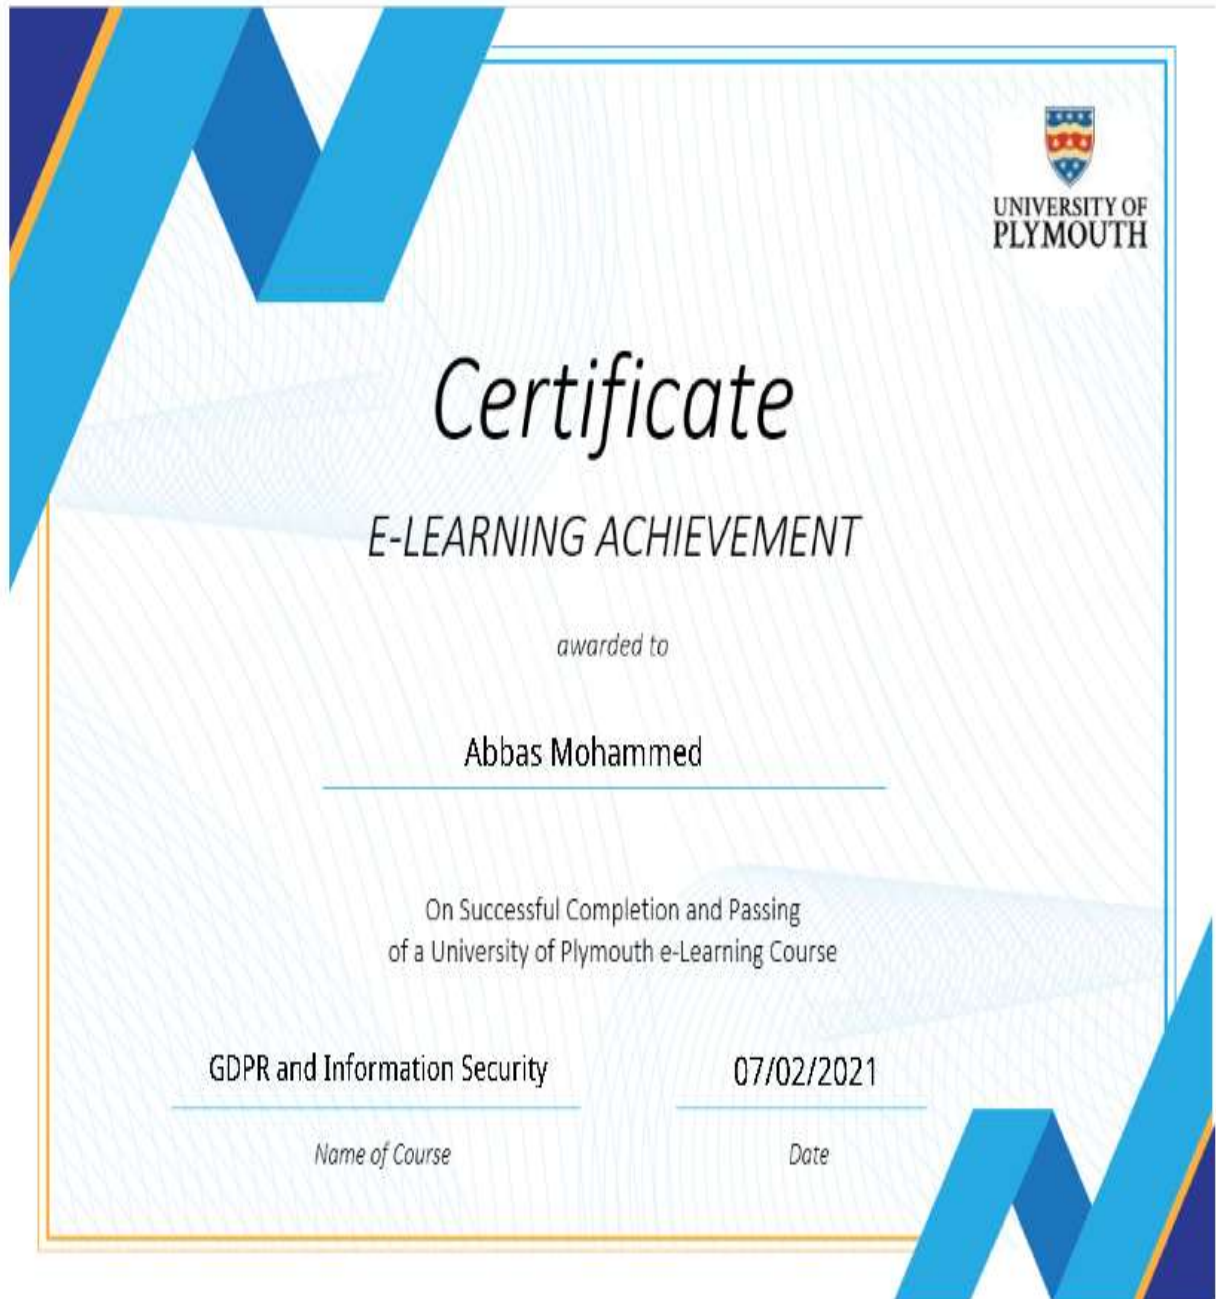 UNIVERSITY OF
PLYMOUTH
Certificate
E-LEARNING ACHIEVEMENT
awarded to
Abbas Mohammed
On Successful Completion and Passing
of a University of Plymouth e-Learning Course
GDPR and Information Security
07/02/2021
Name of Course
Date